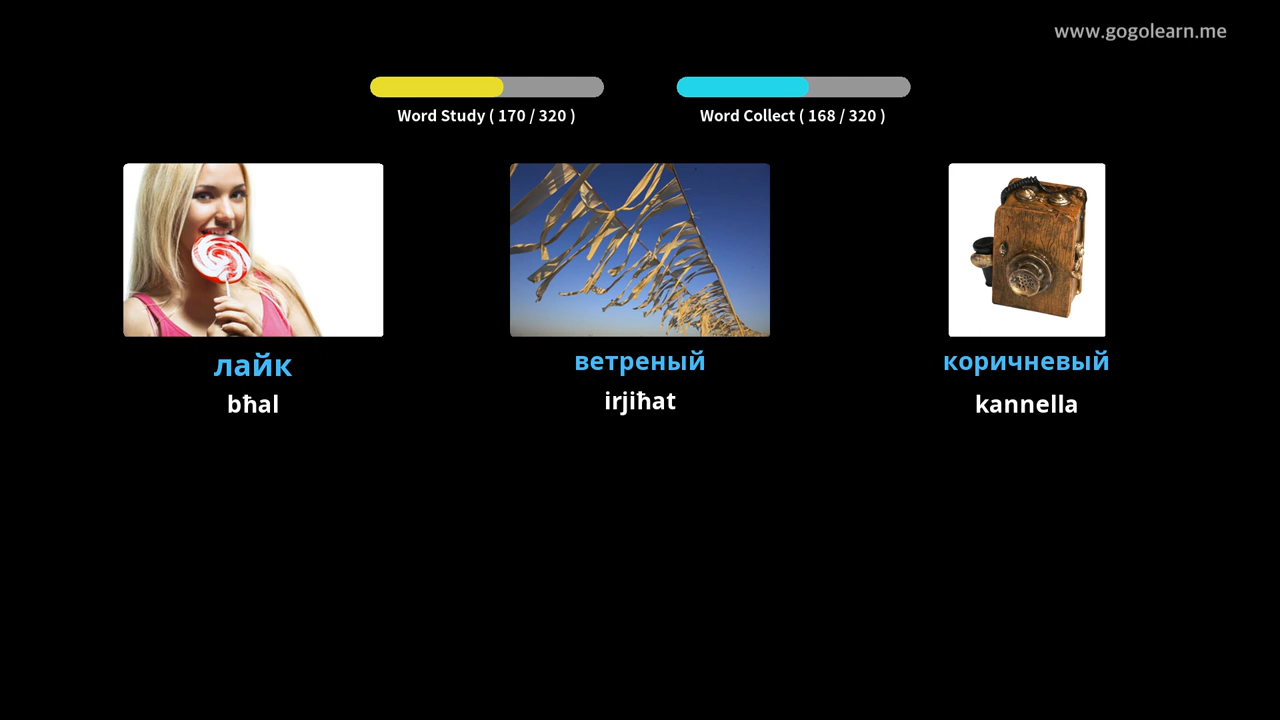 www.gogolearn.me
Word Study ( 170 / 320 )
Word Collect ( 168 / 320 )
лайк
ветреный
коричневый
bħal
irjiħat
kannella